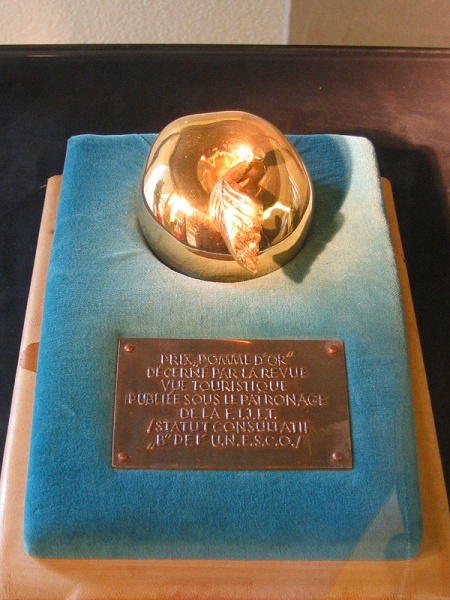 PRIX „POMME D'OR"
DÉCERNÉ PAR LA REVUE
VUE TOURISTIQUE
PUBLIÉE SOUS LE PATRONAGE
DE LA F.I.J.E.T.
/STATUT CONSULTATIF
„B" DE L' U.N.E.S.C.O./